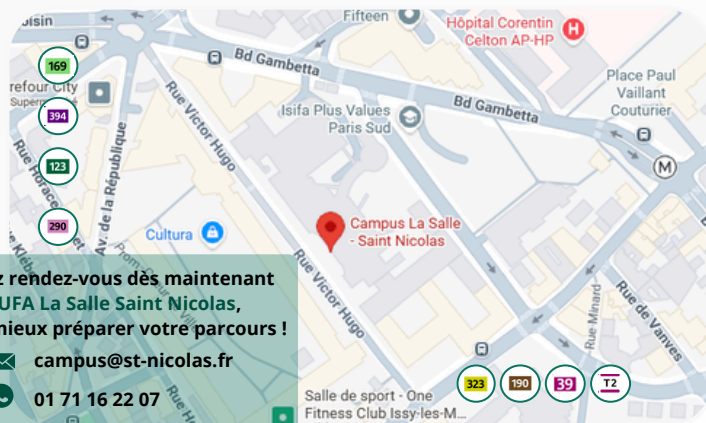 Fifteen
Hôpital Corentin
Celton AP-HP
H
169
Bd Gambetta
Place Paul
Vaillant
Couturier
refour City
394
Rue Victor Hugo
Isifa Plus Values
Paris Sud
Bd Gambetta
M
123
Av. de la République
290
Cultura
Campus La Salle
- Saint Nicolas
Rue Victor Hugo
z rendez-vous dès maintenant
UFA La Salle Saint Nicolas,
mieux préparer votre parcours !
campus@st-nicolas.fr
01 71 16 22 07
Rue Minard
Rue de Vanves
323
190
39
T2
Salle de sport - One
Fitness Club Issy-les-M...